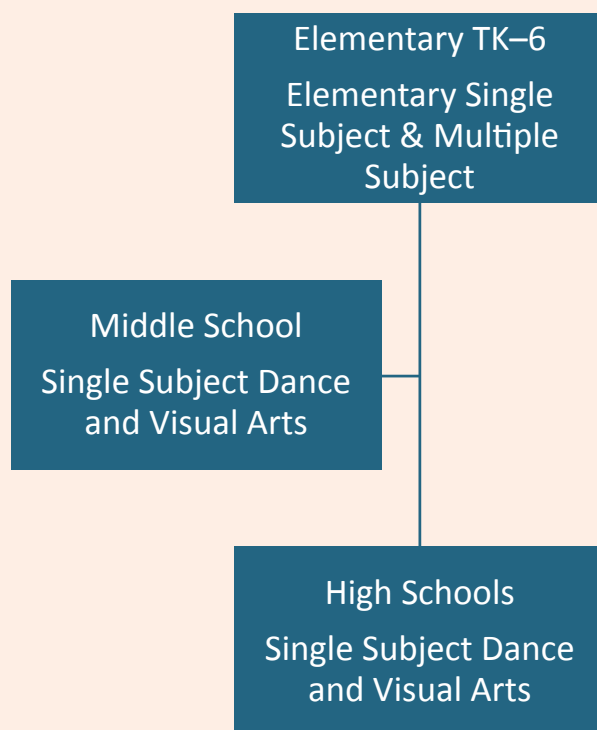 Elementary TK–6
Elementary Single
Subject & Multiple
Subject
Middle School
Single Subject Dance
and Visual Arts
High Schools
Single Subject Dance
and Visual Arts